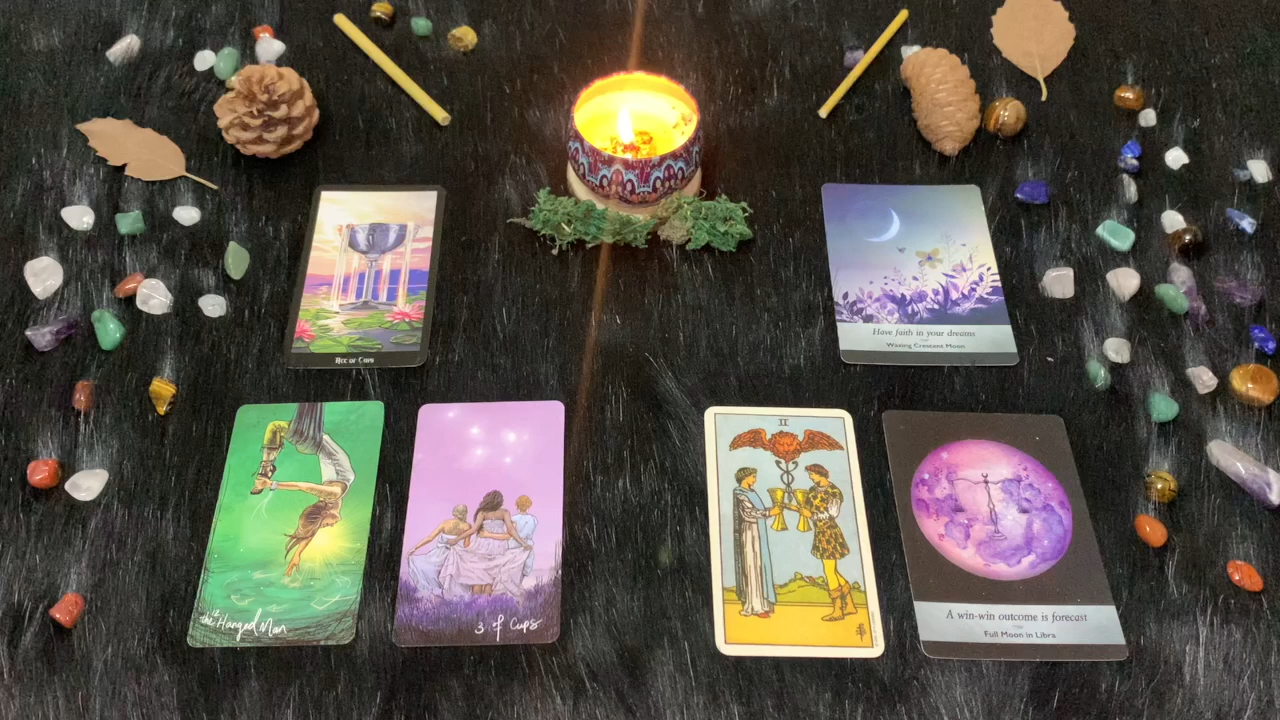 Ace of Cups
Have faith in your dreams
Waxing Crescent Moon
12
the Hanged Man
3 of Cups
II
A win-win outcome is forecast
Full Moon in Libra